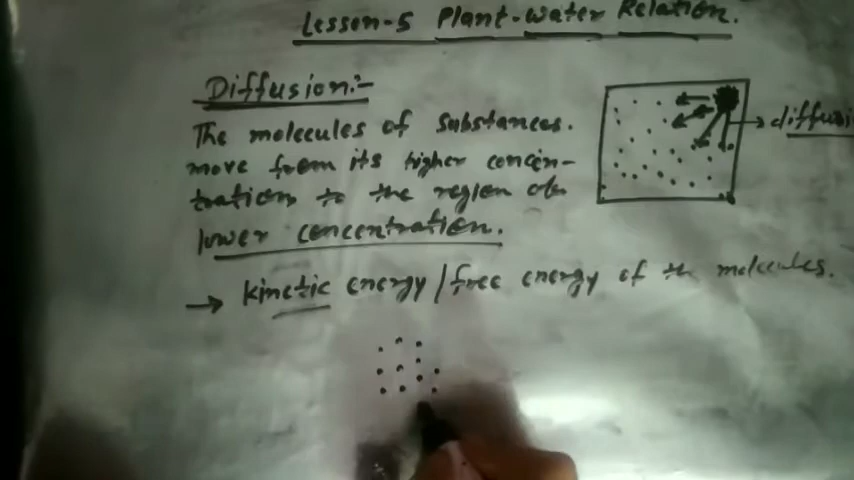 Lesson-5 Plant-Water Relation.
Diffusion:-
The molecules of substances.
move from its higher concen-
tration to the region of
lower concentration.
→ diffusi
→ kinetic energy/free energy of the molecules.